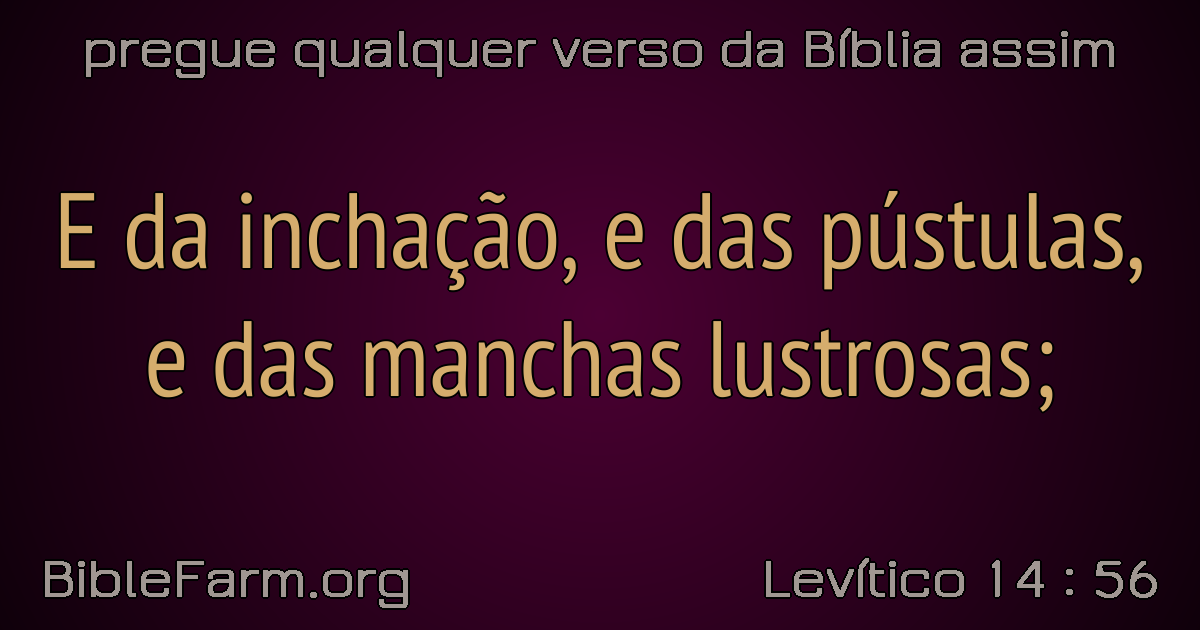 pregue qualquer verso da Bíblia assim
E da inchação, e das pústulas,
e das manchas lustrosas;
BibleFarm.org
Levítico 14 : 56